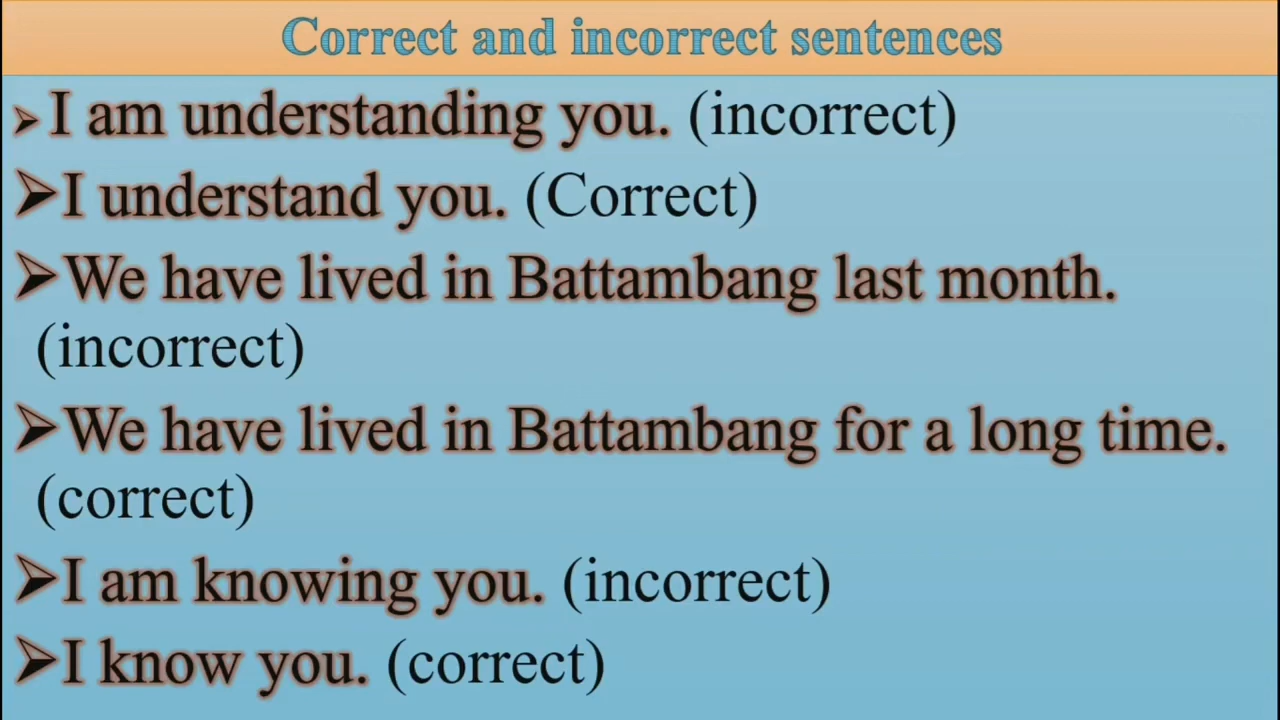 Correct and incorrect sentences
➢I am understanding you. (incorrect)
➢I understand you. (Correct)
➢We have lived in Battambang last month.
(incorrect)
➢We have lived in Battambang for a long time.
(correct)
➢I am knowing you. (incorrect)
➢I know you. (correct)